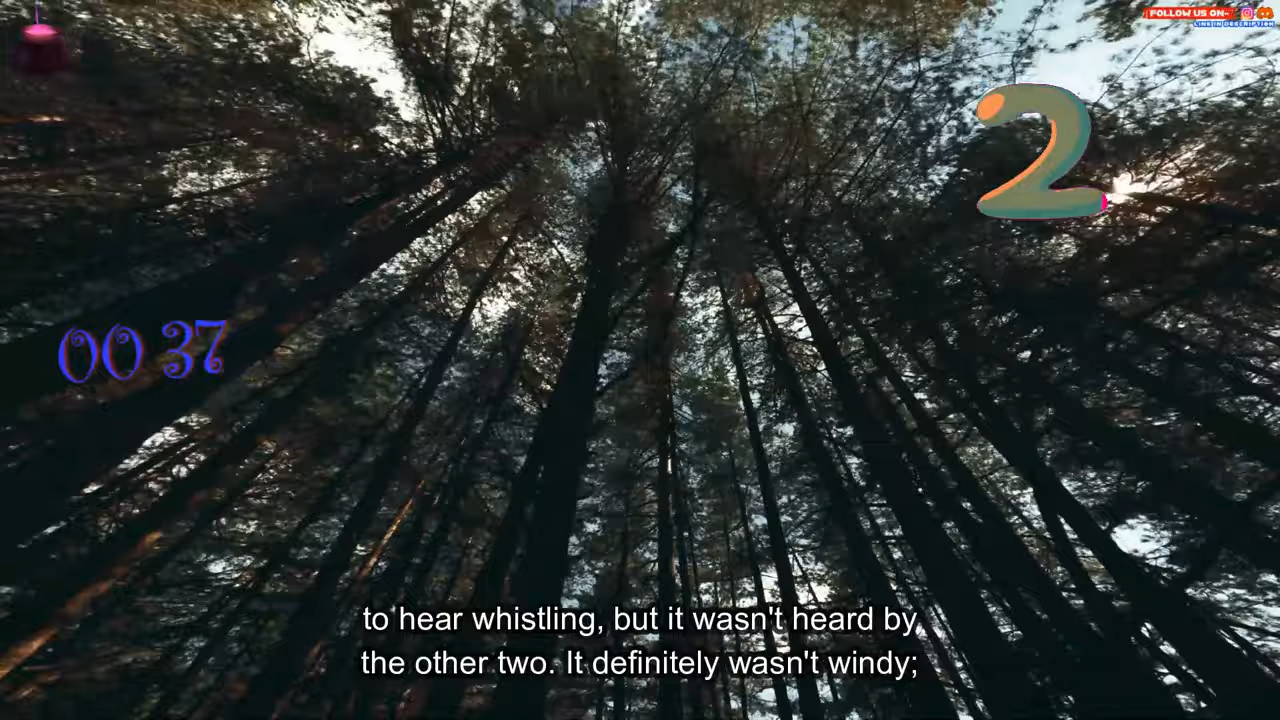 FOLLOW US ON-
LINK IN DESCRIPTION
2
00 37
to hear whistling, but it wasn't heard by
the other two. It definitely wasn't windy;